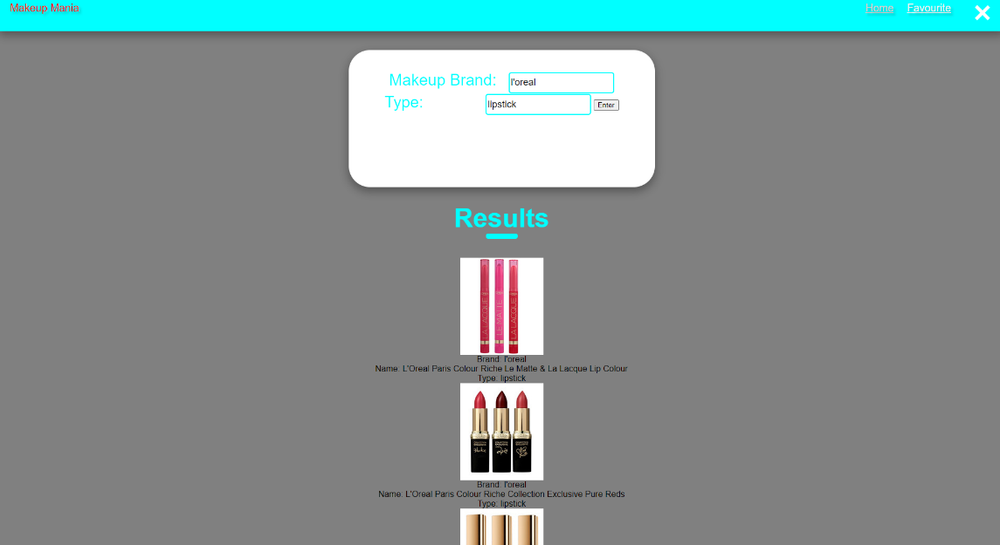 Makeup Mania
Home Favourite ×
Makeup Brand: l'oreal
Type: lipstick Enter
Results
LA LACQUE LE MATTE LA LACQUE
Brand: l'oreal
Name: L'Oreal Paris Colour Riche Le Matte & La Lacque Lip Colour
Type: lipstick
Brand: l'oreal
Name: L'Oreal Paris Colour Riche Collection Exclusive Pure Reds
Type: lipstick